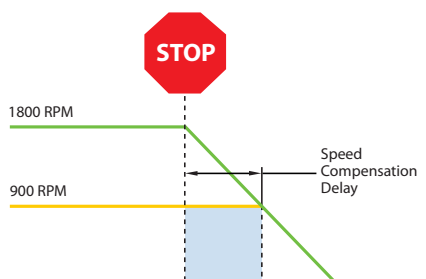 STOP
1800 RPM
Speed
Compensation
Delay
900 RPM